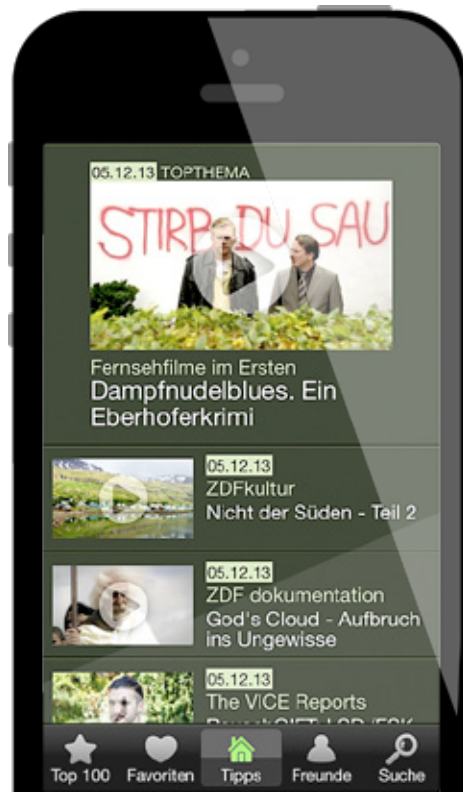 05.12.13 TOPTHEMA
STIRB DU SAU
Fernsehfilme im Ersten
Dampfnudelblues. Ein
Eberhoferkrimi
05.12.13
ZDFkultur
Nicht der Süden - Teil 2
05.12.13
ZDF dokumentation
God's Cloud - Aufbruch
ins Ungewisse
05.12.13
The VICE Reports
Top 100 Favoriten Tipps Freunde Suche